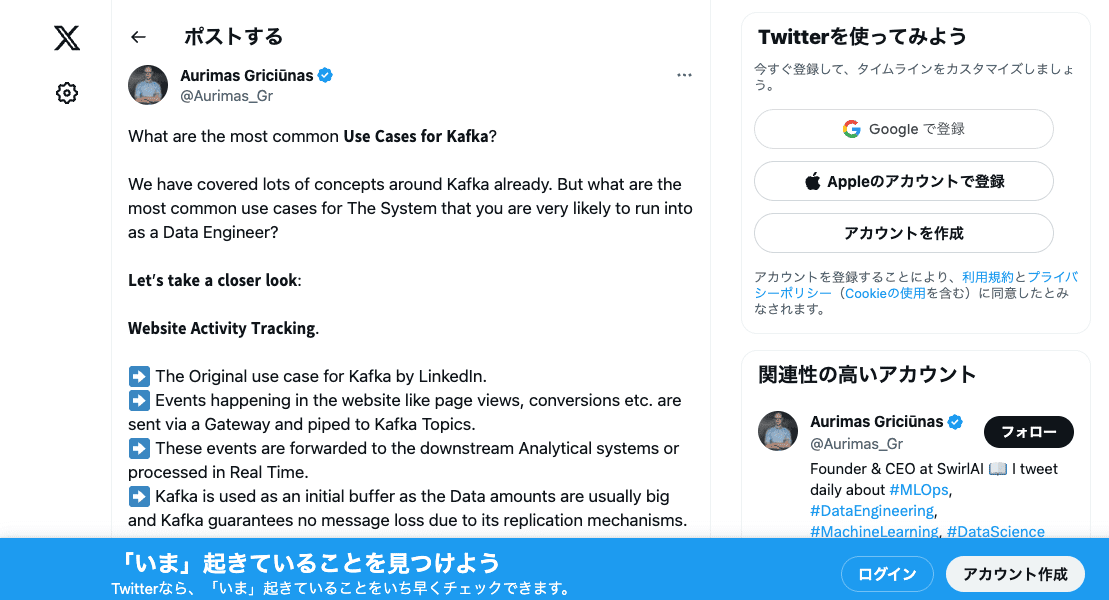 ポストする
Aurimas Griciūnas
@Aurimas_Gr
What are the most common Use Cases for Kafka?
We have covered lots of concepts around Kafka already. But what are the
most common use cases for The System that you are very likely to run into
as a Data Engineer?
Let's take a closer look:
Website Activity Tracking.
➡️ The Original use case for Kafka by LinkedIn.
➡️ Events happening in the website like page views, conversions etc. are
sent via a Gateway and piped to Kafka Topics.
➡️ These events are forwarded to the downstream Analytical systems or
processed in Real Time.
➡️ Kafka is used as an initial buffer as the Data amounts are usually big
and Kafka guarantees no message loss due to its replication mechanisms.
Twitterを使ってみよう
今すぐ登録して、タイムラインをカスタマイズしましょ
う。
Google で登録
Appleのアカウントで登録
アカウントを作成
アカウントを登録することにより、利用規約とプライバ
シーポリシー（Cookieの使用を含む）に同意したとみ
なされます。
関連性の高いアカウント
Aurimas Griciūnas
@Aurimas_Gr
フォロー
Founder & CEO at SwirlAI 📖 I tweet
daily about #MLOps,
#DataEngineering,
#MachineLearning, #DataScience
「いま」起きていることを見つけよう
Twitterなら、「いま」起きていることをいち早くチェックできます。
ログイン
アカウント作成